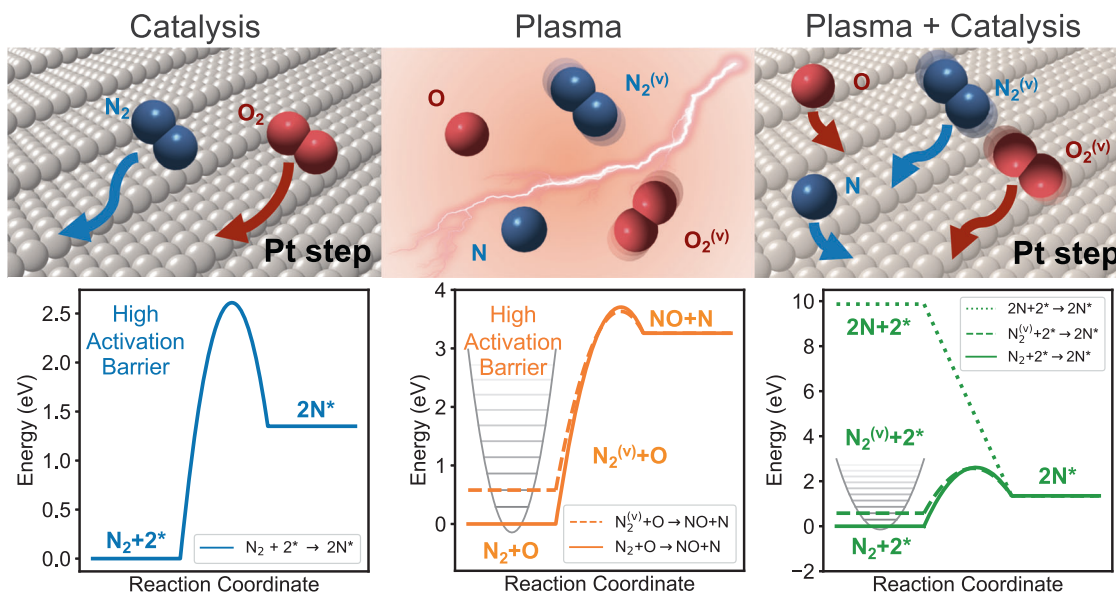 Catalysis
Plasma
Plasma + Catalysis
N₂
O₂
Pt step
O
N₂⁽ᵛ⁾
N
O₂⁽ᵛ⁾
O
N₂⁽ᵛ⁾
O₂⁽ᵛ⁾
N
Pt step
Energy (eV)
2.5
2.0
1.5
1.0
0.5
0.0
High
Activation
Barrier
2N*
N₂+2*
N₂ + 2* → 2N*
Reaction Coordinate
Energy (eV)
4
3
2
1
0
High
Activation
Barrier
NO+N
N₂⁽ᵛ⁾+O
N₂+O
N₂⁽ᵛ⁾+O→NO+N
N₂+O→NO+N
Reaction Coordinate
Energy (eV)
10
8
6
4
2
0
−2
2N+2*
2N+2*→2N*
N₂⁽ᵛ⁾+2*→2N*
N₂+2*→2N*
N₂⁽ᵛ⁾+2*
2N*
N₂+2*
Reaction Coordinate